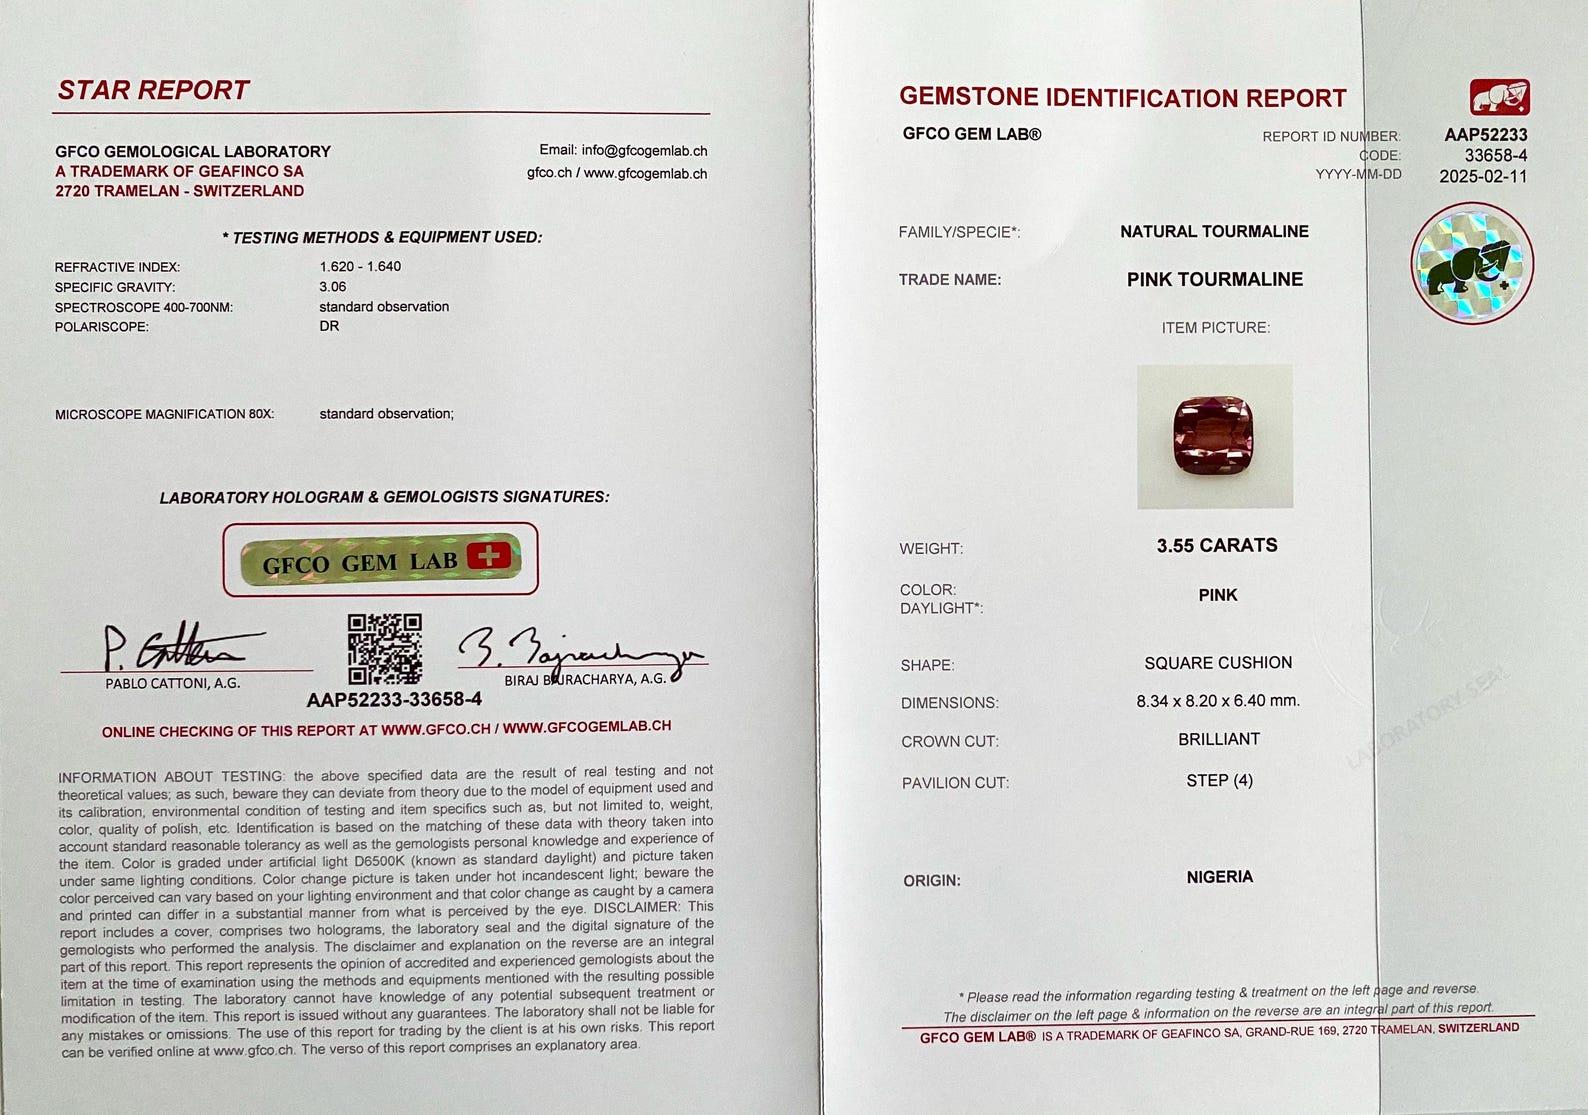 STAR REPORT
GFCO GEMOLOGICAL LABORATORY
A TRADEMARK OF GEAFINCO SA
2720 TRAMELAN - SWITZERLAND
Email: info@gfcogemlab.ch
gfco.ch / www.gfcogemlab.ch
* TESTING METHODS & EQUIPMENT USED:
REFRACTIVE INDEX: 1.620 - 1.640
SPECIFIC GRAVITY: 3.06
SPECTROSCOPE 400-700NM: standard observation
POLARISCOPE: DR
MICROSCOPE MAGNIFICATION 80X: standard observation;
LABORATORY HOLOGRAM & GEMOLOGISTS SIGNATURES:
GFCO GEM LAB
P. Cattoni
B. Bajracharya
PABLO CATTONI, A.G.
BIRAJ BAJRACHARYA, A.G.
AAP52233-33658-4
ONLINE CHECKING OF THIS REPORT AT WWW.GFCO.CH / WWW.GFCOGEMLAB.CH
INFORMATION ABOUT TESTING: the above specified data are the result of real testing and not
theoretical values; as such, beware they can deviate from theory due to the model of equipment used and
its calibration, environmental condition of testing and item specifics such as, but not limited to, weight,
color, quality of polish, etc. Identification is based on the matching of these data with theory taken into
account standard reasonable tolerance as well as the gemologists personal knowledge and experience of
the item. Color is graded under artificial light D6500K (known as standard daylight) and picture taken
under same lighting conditions. Color change picture is taken under hot incandescent light; beware the
color perceived can vary based on your lighting environment and that color change as caught by a camera
and printed can differ in a substantial manner from what is perceived by the eye. DISCLAIMER: This
report includes a cover, comprises two holograms, the laboratory seal and the digital signature of the
gemologists who performed the analysis. The disclaimer and explanation on the reverse are an integral
part of this report. This report represents the opinion of accredited and experienced gemologists about the
item at the time of examination using the methods and equipments mentioned with the resulting possible
limitation in testing. The laboratory cannot have knowledge of any potential subsequent treatment or
modification of the item. This report is issued without any guarantees. The laboratory shall not be liable for
any mistakes or omissions. The use of this report for trading by the client is at his own risks. This report
can be verified online at www.gfco.ch. The verso of this report comprises an explanatory area.
GEMSTONE IDENTIFICATION REPORT
GFCO GEM LAB®
REPORT ID NUMBER: AAP52233
CODE: 33658-4
YYYY-MM-DD 2025-02-11
FAMILY/SPECIE*: NATURAL TOURMALINE
TRADE NAME: PINK TOURMALINE
ITEM PICTURE:
WEIGHT: 3.55 CARATS
COLOR:
DAYLIGHT*: PINK
SHAPE: SQUARE CUSHION
DIMENSIONS: 8.34 x 8.20 x 6.40 mm.
CROWN CUT: BRILLIANT
PAVILION CUT: STEP (4)
LABORATORY SEAL
ORIGIN: NIGERIA
* Please read the information regarding testing & treatment on the left page and reverse.
The disclaimer on the left page & information on the reverse are an integral part of this report.
GFCO GEM LAB® IS A TRADEMARK OF GEAFINCO SA, GRAND-RUE 169, 2720 TRAMELAN, SWITZERLAND